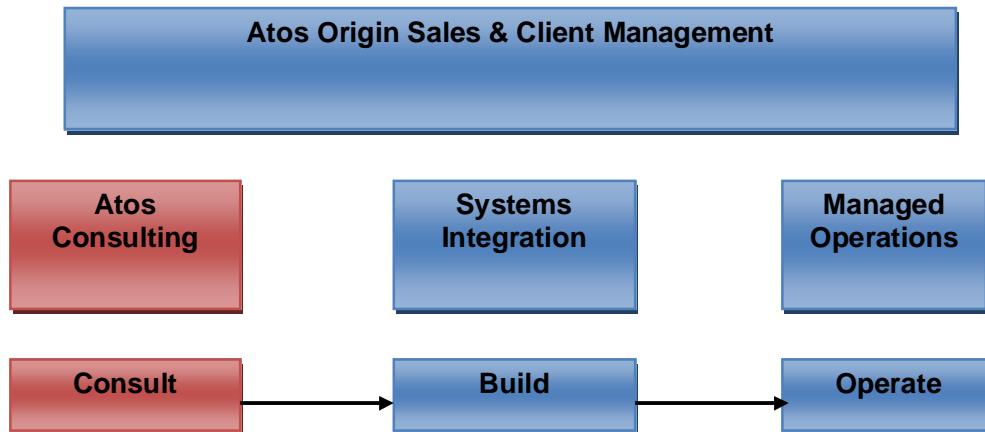 Atos Origin Sales & Client Management
Atos
Consulting
Systems
Integration
Managed
Operations
Consult
Build
Operate